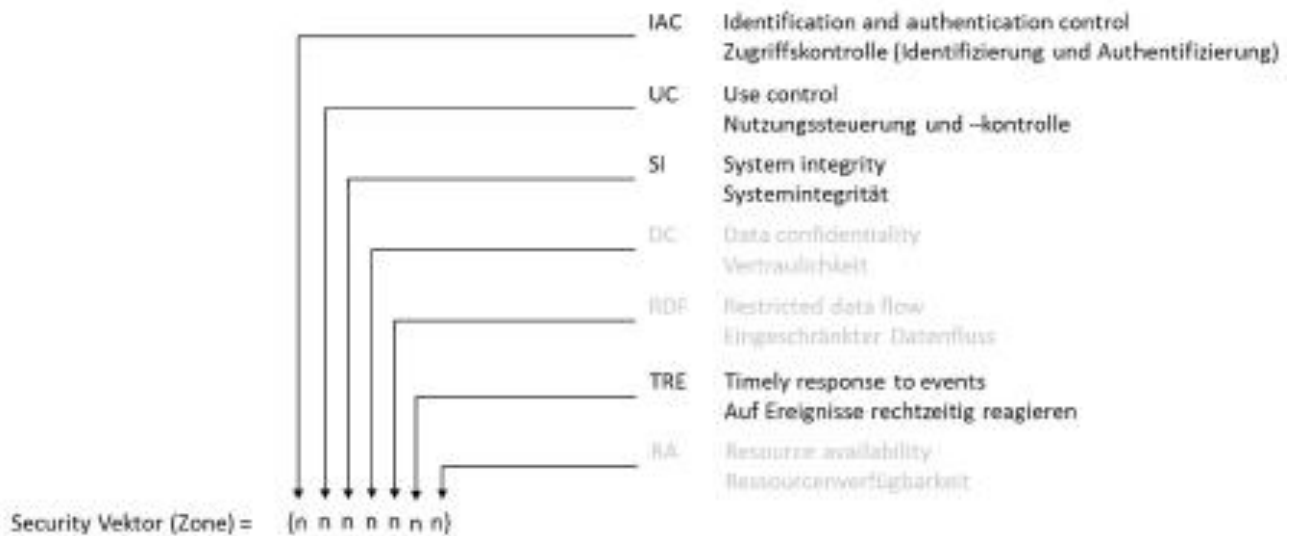 IAC Identification and authentication control
Zugriffskontrolle (Identifizierung und Authentifizierung)
UC Use control
Nutzungssteuerung und –kontrolle
SI System integrity
Systemintegrität
DC Data confidentiality
Vertraulichkeit
RDF Restricted data flow
Eingeschränkter Datenfluss
TRE Timely response to events
Auf Ereignisse rechtzeitig reagieren
RA Resource availability
Ressourcenverfügbarkeit
Security Vektor (Zone) = {n n n n n n n}